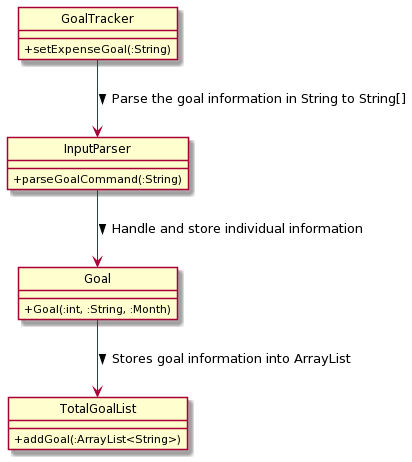 GoalTracker
+setExpenseGoal(:String)
Parse the goal information in String to String[]
InputParser
+parseGoalCommand(:String)
Handle and store individual information
Goal
+Goal(:int, :String, :Month)
Stores goal information into ArrayList
TotalGoalList
+addGoal(:ArrayList<String>)